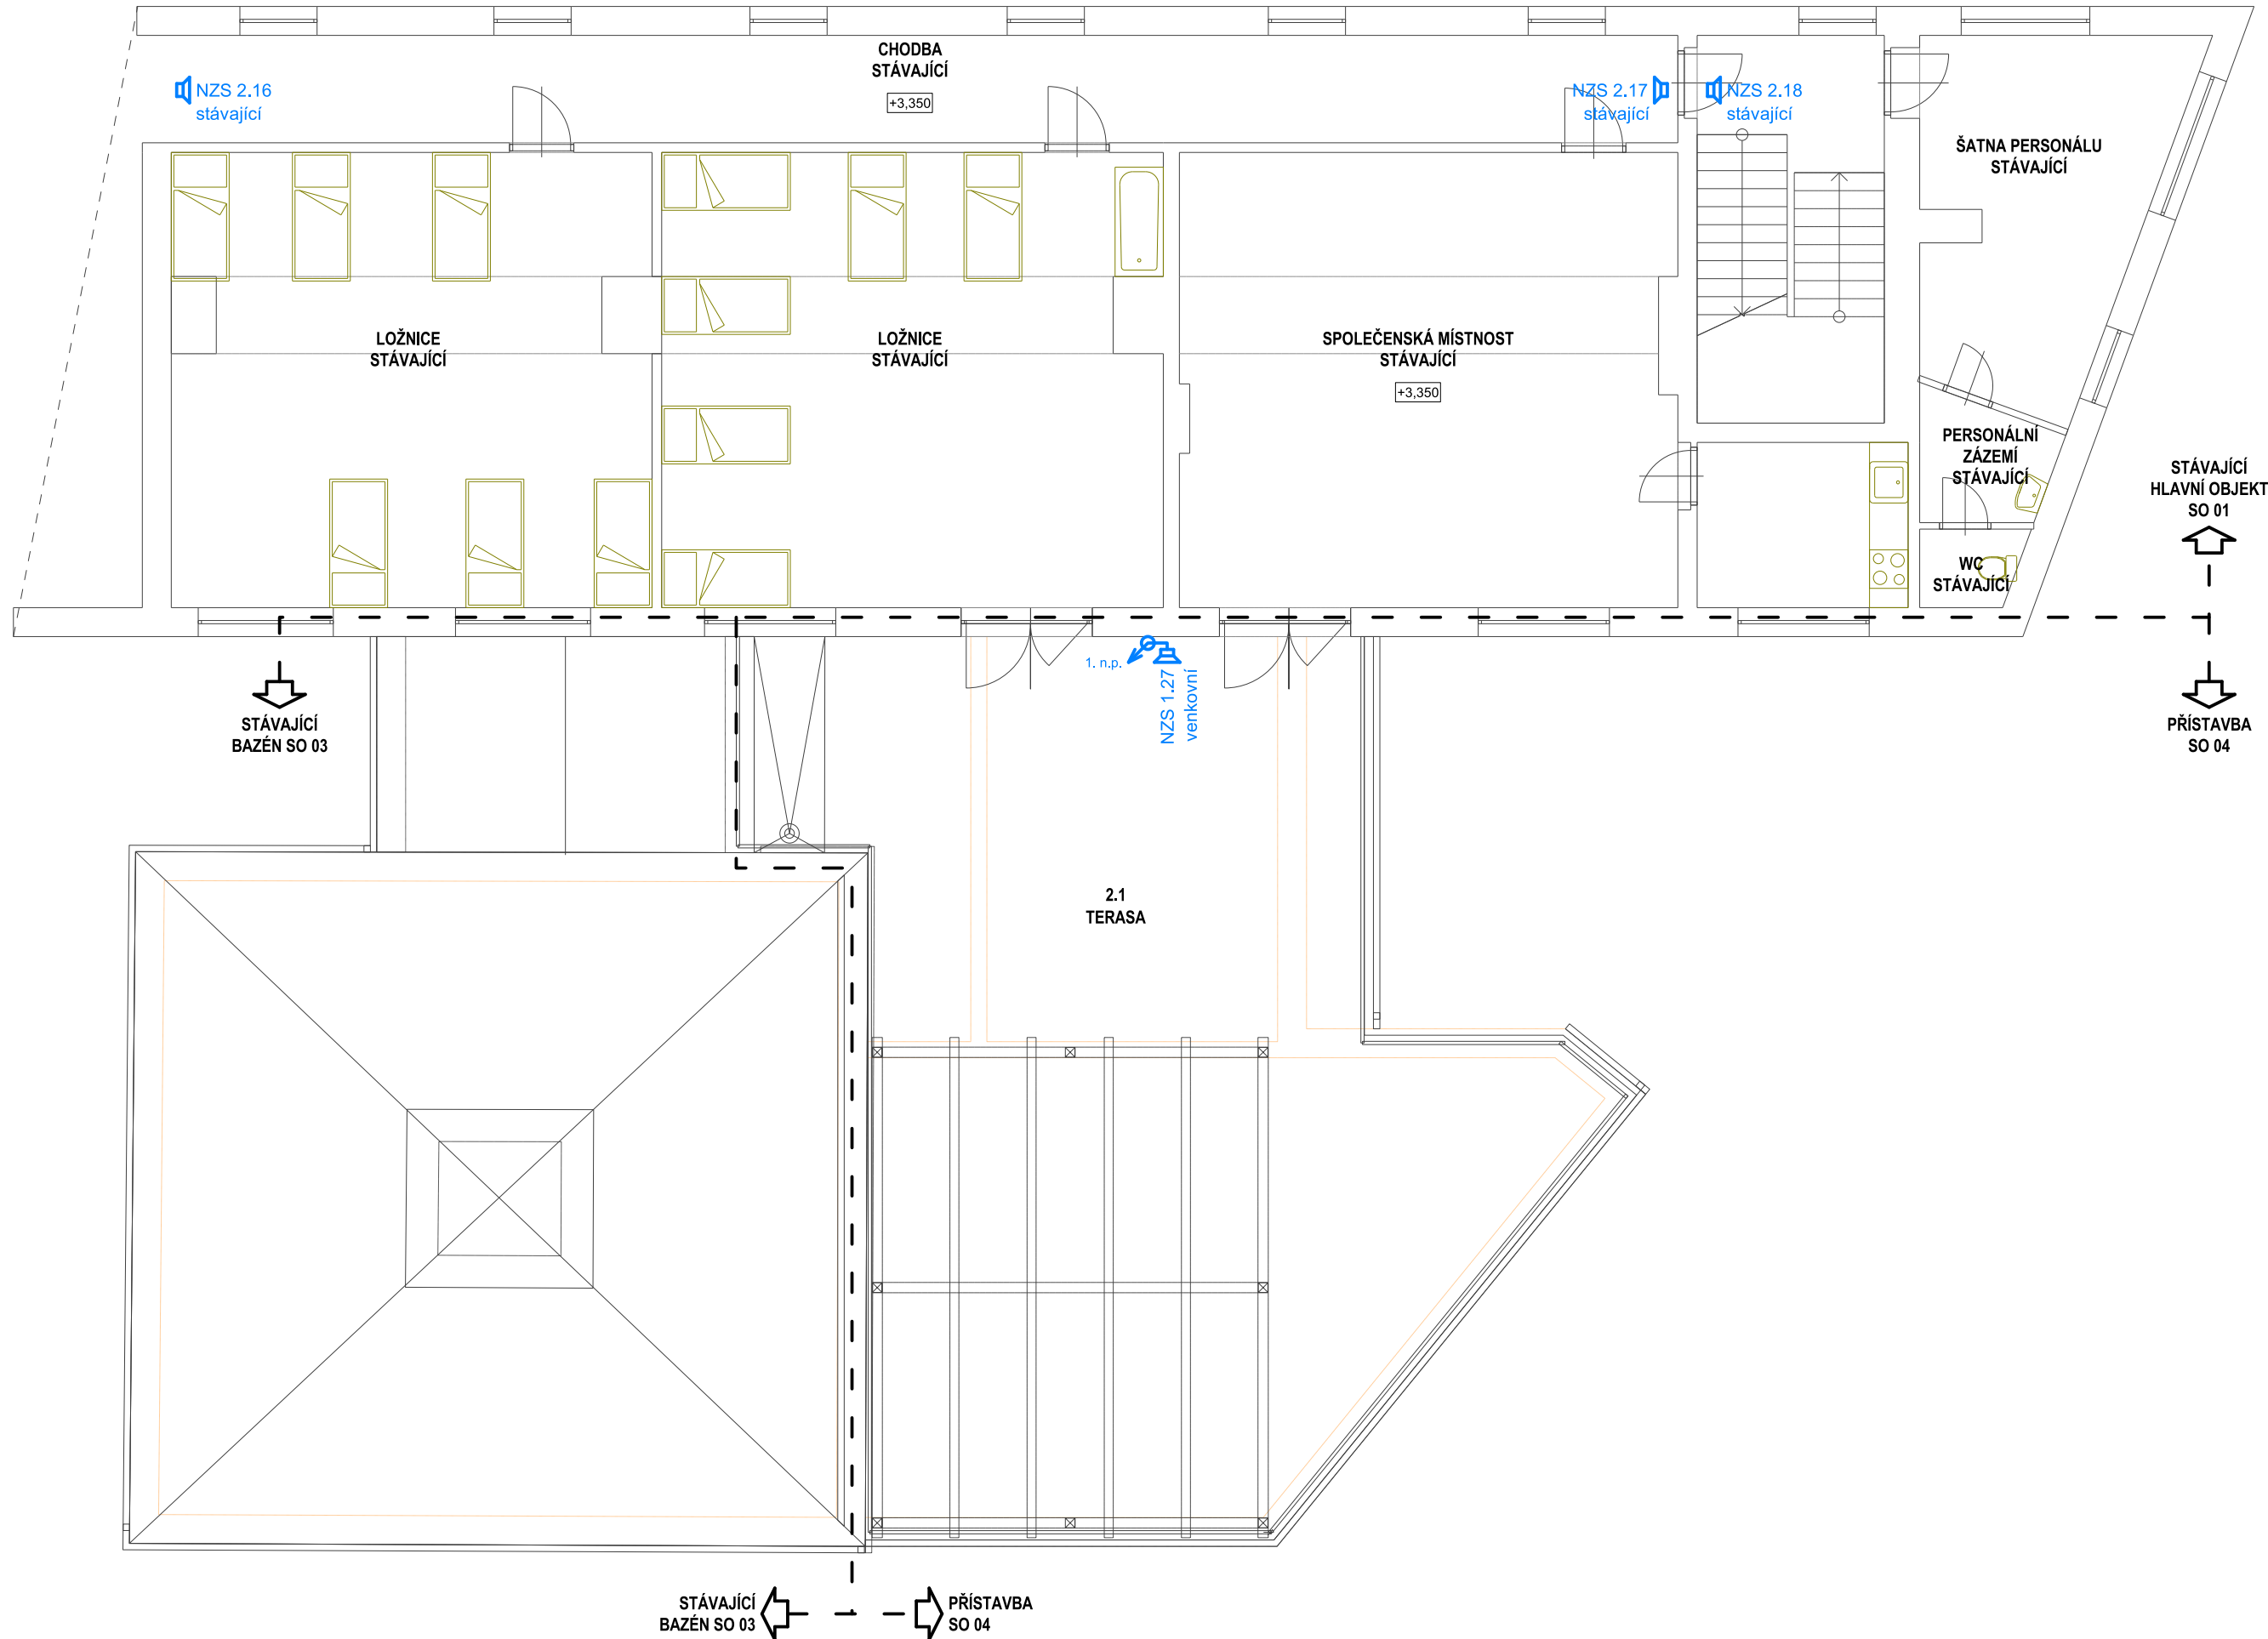 CHODBA
STÁVAJÍCÍ
+3,350
NZS 2.16
stávající
NZS 2.17
stávající
NZS 2.18
stávající
ŠATNA PERSONÁLU
STÁVAJÍCÍ
LOŽNICE
STÁVAJÍCÍ
LOŽNICE
STÁVAJÍCÍ
SPOLEČENSKÁ MÍSTNOST
STÁVAJÍCÍ
+3,350
PERSONÁLNÍ
ZÁZEMÍ
STÁVAJÍCÍ
STÁVAJÍCÍ
HLAVNÍ OBJEKT
SO 01
WC
STÁVAJÍCÍ
1. n.p.
NZS 1.27
venkovní
STÁVAJÍCÍ
BAZÉN SO 03
PŘÍSTAVBA
SO 04
2.1
TERASA
STÁVAJÍCÍ
BAZÉN SO 03
PŘÍSTAVBA
SO 04